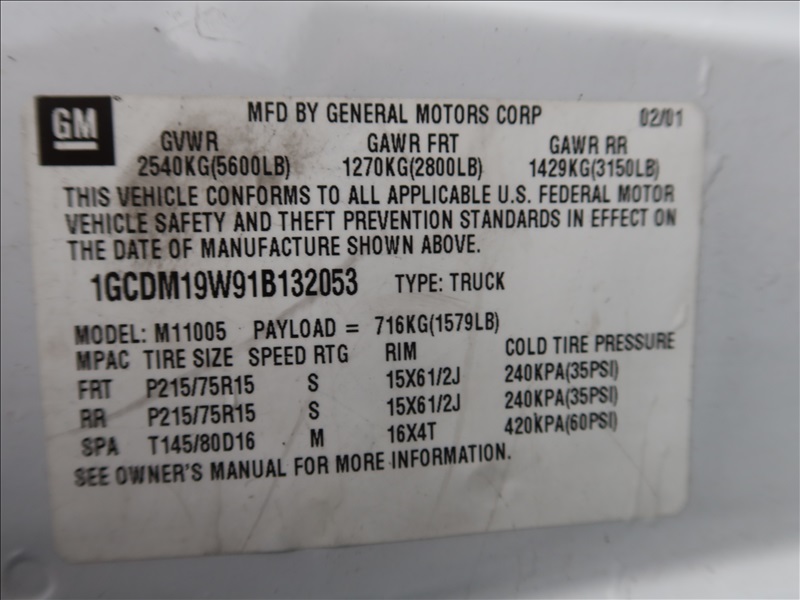 GM
MFD BY GENERAL MOTORS CORP 02/01
GVWR GAWR FRT GAWR RR
2540KG(5600LB) 1270KG(2800LB) 1429KG(3150LB)
THIS VEHICLE CONFORMS TO ALL APPLICABLE U.S. FEDERAL MOTOR
VEHICLE SAFETY AND THEFT PREVENTION STANDARDS IN EFFECT ON
THE DATE OF MANUFACTURE SHOWN ABOVE.
1GCDM19W91B132053 TYPE: TRUCK
MODEL: M11005 PAYLOAD = 716KG(1579LB)
MPAC TIRE SIZE SPEED RTG RIM COLD TIRE PRESSURE
FRT P215/75R15 S 15X61/2J 240KPA(35PSI)
RR P215/75R15 S 15X61/2J 240KPA(35PSI)
SPA T145/80D16 M 16X4T 420KPA(60PSI)
SEE OWNER'S MANUAL FOR MORE INFORMATION.